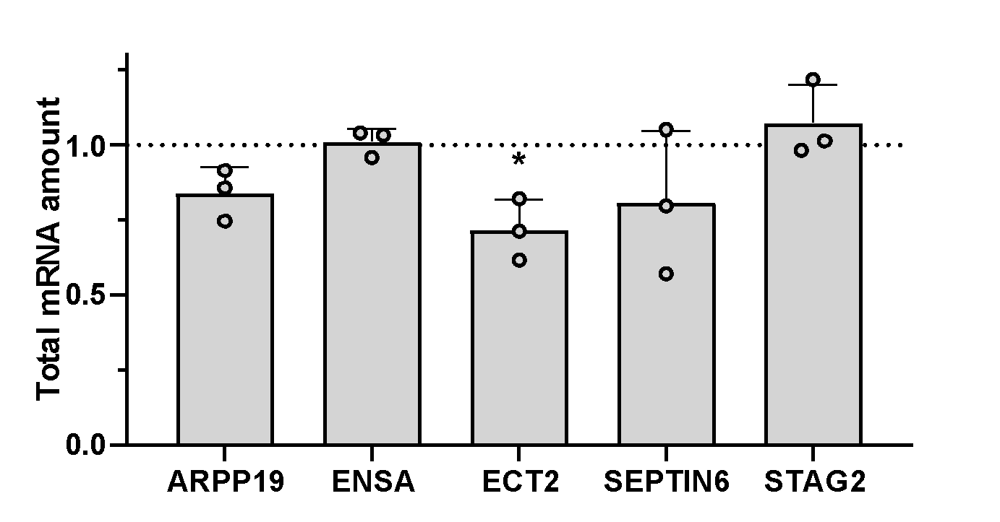 Total mRNA amount
1.0
0.5
0.0
*
ARPP19 ENSA ECT2 SEPTIN6 STAG2